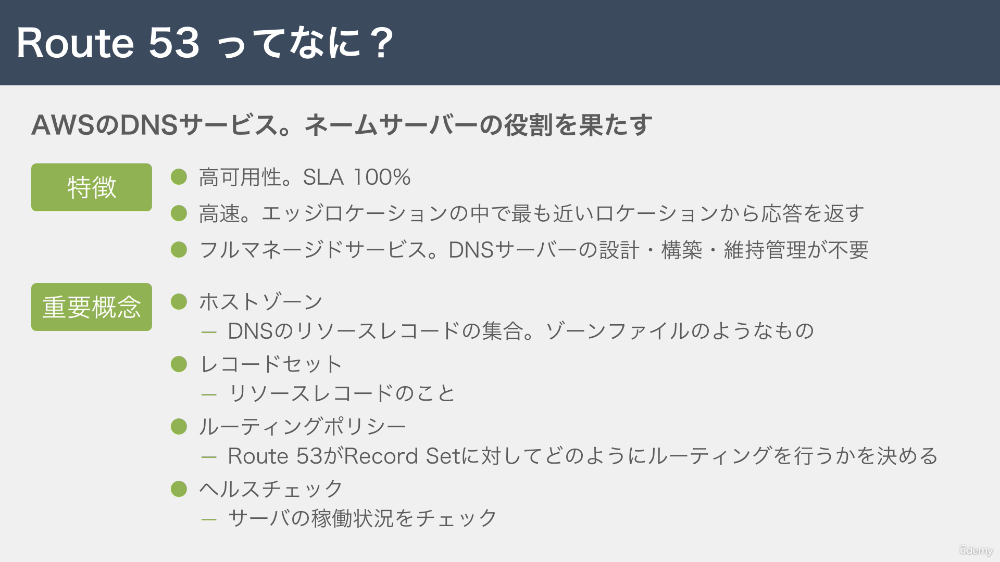 Route 53 ってなに？
AWSのDNSサービス。ネームサーバーの役割を果たす
特徴
● 高可用性。SLA 100%
● 高速。エッジロケーションの中で最も近いロケーションから応答を返す
● フルマネージドサービス。DNSサーバーの設計・構築・維持管理が不要
重要概念
● ホストゾーン
– DNSのリソースレコードの集合。ゾーンファイルのようなもの
● レコードセット
– リソースレコードのこと
● ルーティングポリシー
– Route 53がRecord Setに対してどのようにルーティングを行うかを決める
● ヘルスチェック
– サーバの稼働状況をチェック
ûdemy